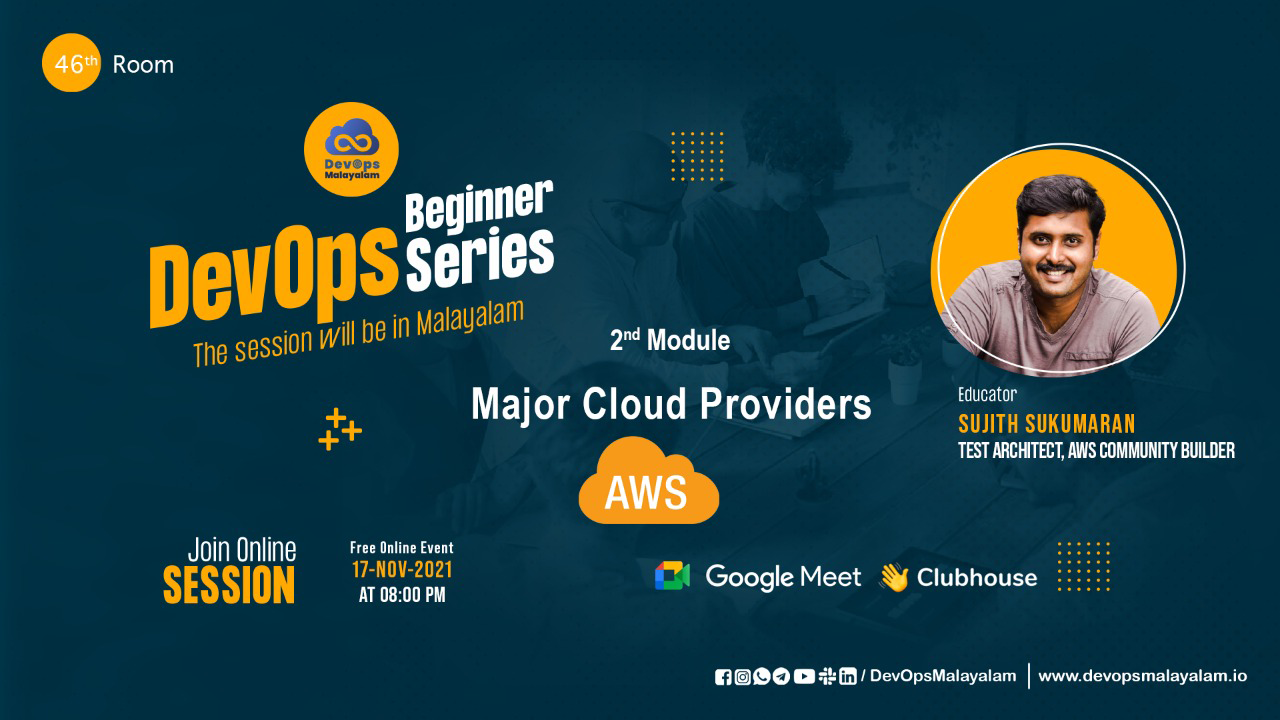 46th Room
DevOps
Malayalam
Beginner
DevOps Series
The session will be in Malayalam
2nd Module
Major Cloud Providers
AWS
Educator
SUJITH SUKUMARAN
TEST ARCHITECT, AWS COMMUNITY BUILDER
Join Online
SESSION
Free Online Event
17-NOV-2021
AT 08:00 PM
Google Meet
Clubhouse
/ DevOpsMalayalam | www.devopsmalayalam.io